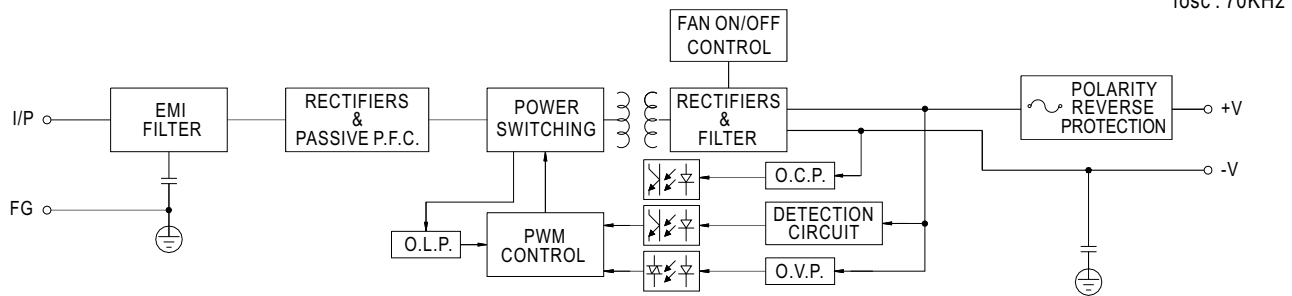 fosc : 70KHz
FAN ON/OFF
CONTROL
I/P
EMI
FILTER
RECTIFIERS
&
PASSIVE P.F.C.
POWER
SWITCHING
RECTIFIERS
&
FILTER
POLARITY
REVERSE
PROTECTION
+V
-V
O.C.P.
FG
DETECTION
CIRCUIT
O.L.P.
PWM
CONTROL
O.V.P.